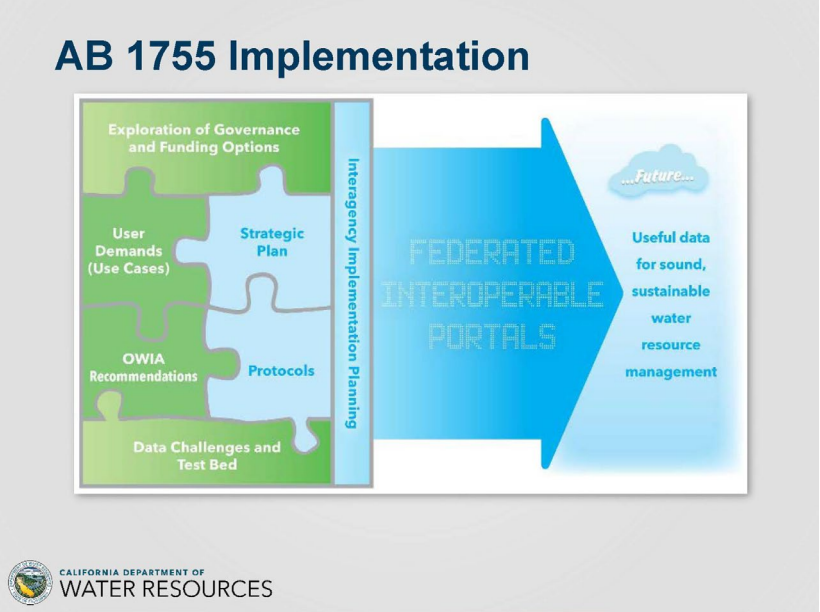 AB 1755 Implementation
Exploration of Governance
and Funding Options
User
Demands
(Use Cases)
Strategic
Plan
OWIA
Recommendations
Protocols
Data Challenges and
Test Bed
Interagency Implementation Planning
FEDERATED
INTEROPERABLE
PORTALS
...Future...
Useful data
for sound,
sustainable
water
resource
management
CALIFORNIA DEPARTMENT OF
WATER RESOURCES